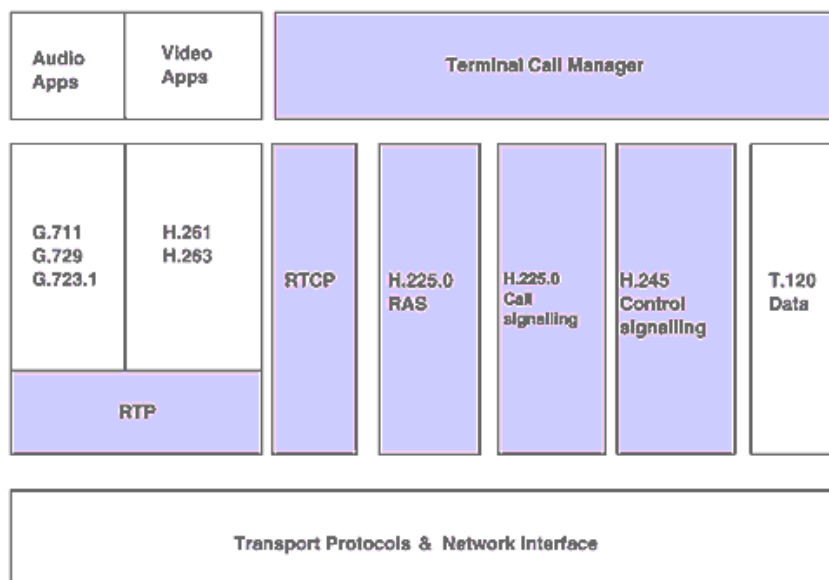 Audio
Apps
Video
Apps
Terminal Call Manager
G.711
G.729
G.723.1
H.261
H.263
RTCP
H.225.0
RAS
H.225.0
Call
signalling
H.245
Control
signalling
T.120
Data
RTP
Transport Protocols & Network Interface